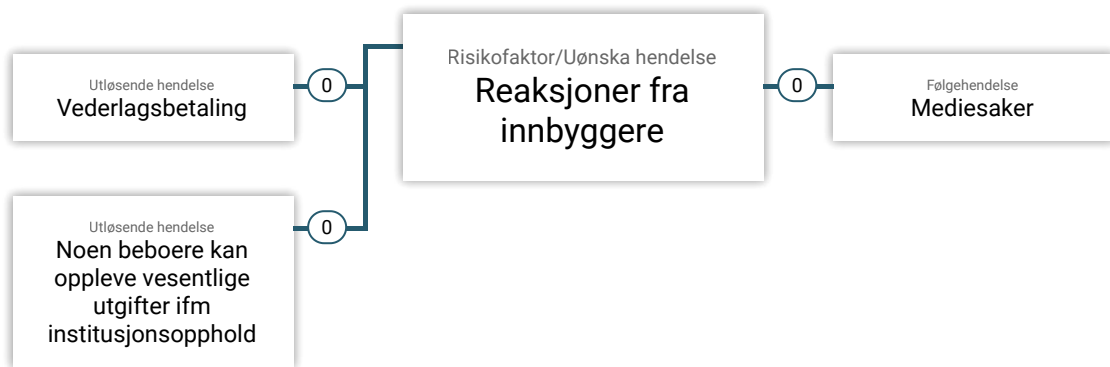 Utløsende hendelse
Vederlagsbetaling
0
Utløsende hendelse
Noen beboere kan
oppleve vesentlige
utgifter ifm
institusjonsopphold
0
Risikofaktor/Uønska hendelse
Reaksjoner fra
innbyggere
0
Følgehendelse
Mediesaker